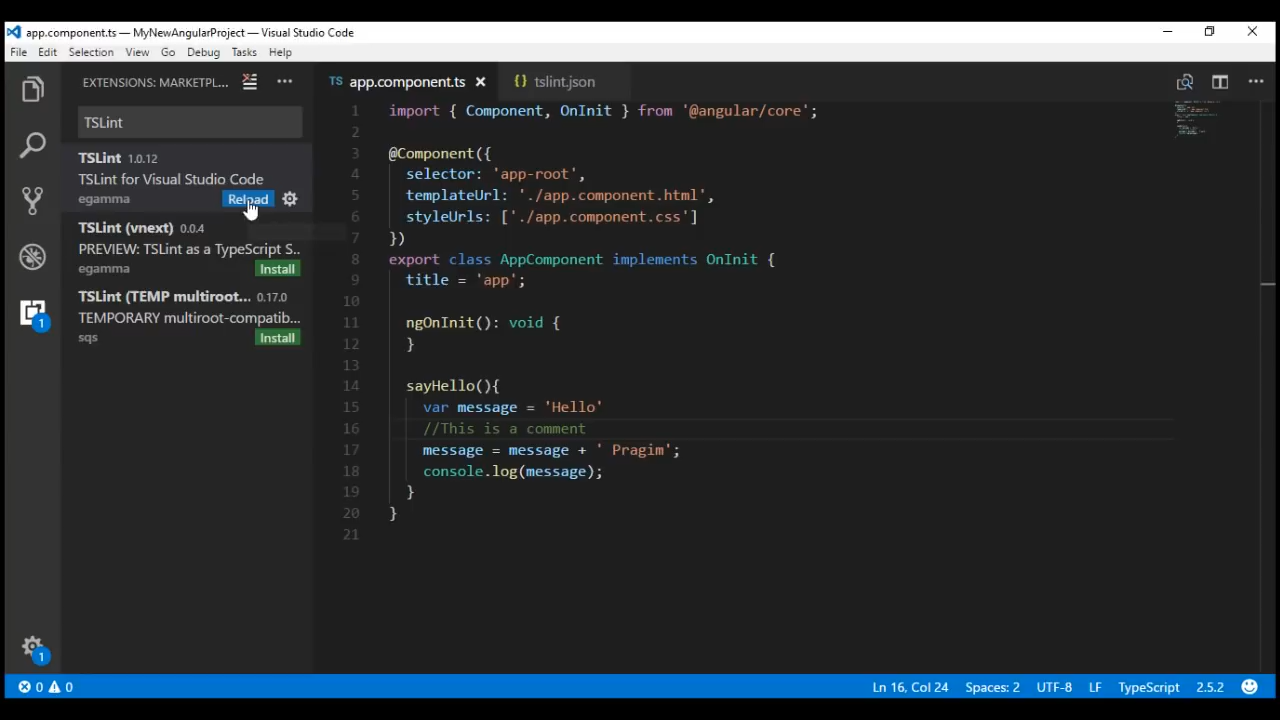 app.component.ts — MyNewAngularProject — Visual Studio Code
File Edit Selection View Go Debug Tasks Help
EXTENSIONS: MARKETPL...
TSLint
TSLint 1.0.12
TSLint for Visual Studio Code
egamma Reload
TSLint (vnext) 0.0.4
PREVIEW: TSLint as a TypeScript S..
egamma Install
TSLint (TEMP multiroot... 0.17.0
TEMPORARY multiroot-compatib...
sqs Install
1
1
TS app.component.ts {} tslint.json
1 import { Component, OnInit } from '@angular/core';
2
3 @Component({
4 selector: 'app-root',
5 templateUrl: './app.component.html',
6 styleUrls: ['./app.component.css']
7 })
8 export class AppComponent implements OnInit {
9 title = 'app';
10
11 ngOnInit(): void {
12 }
13
14 sayHello(){
15 var message = 'Hello'
16 //This is a comment
17 message = message + ' Pragim';
18 console.log(message);
19 }
20 }
21
0 0 Ln 16, Col 24 Spaces: 2 UTF-8 LF TypeScript 2.5.2